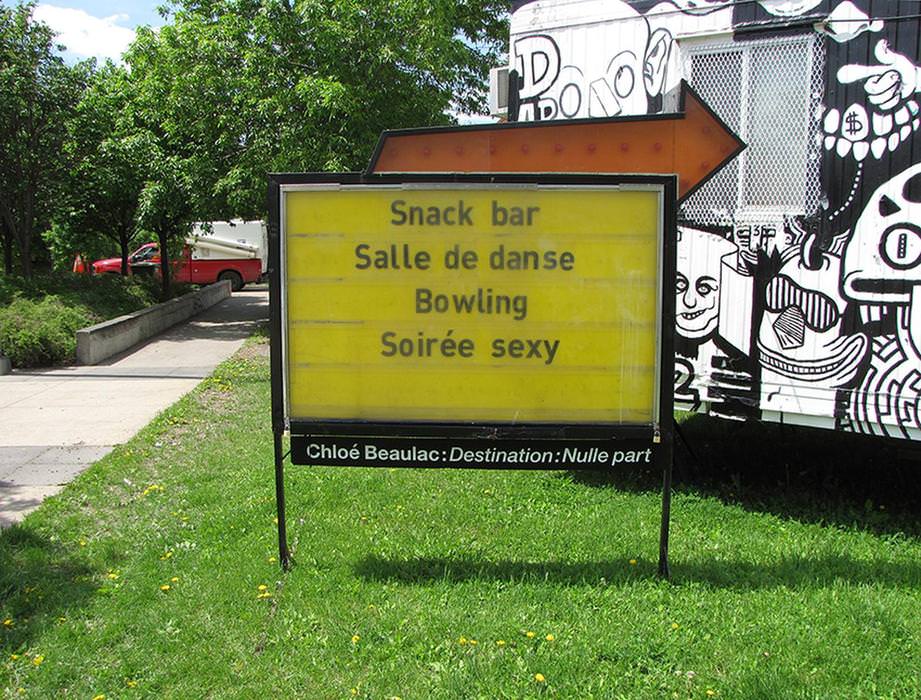 Snack bar
Salle de danse
Bowling
Soirée sexy
Chloé Beaulac: Destination: Nulle part
$